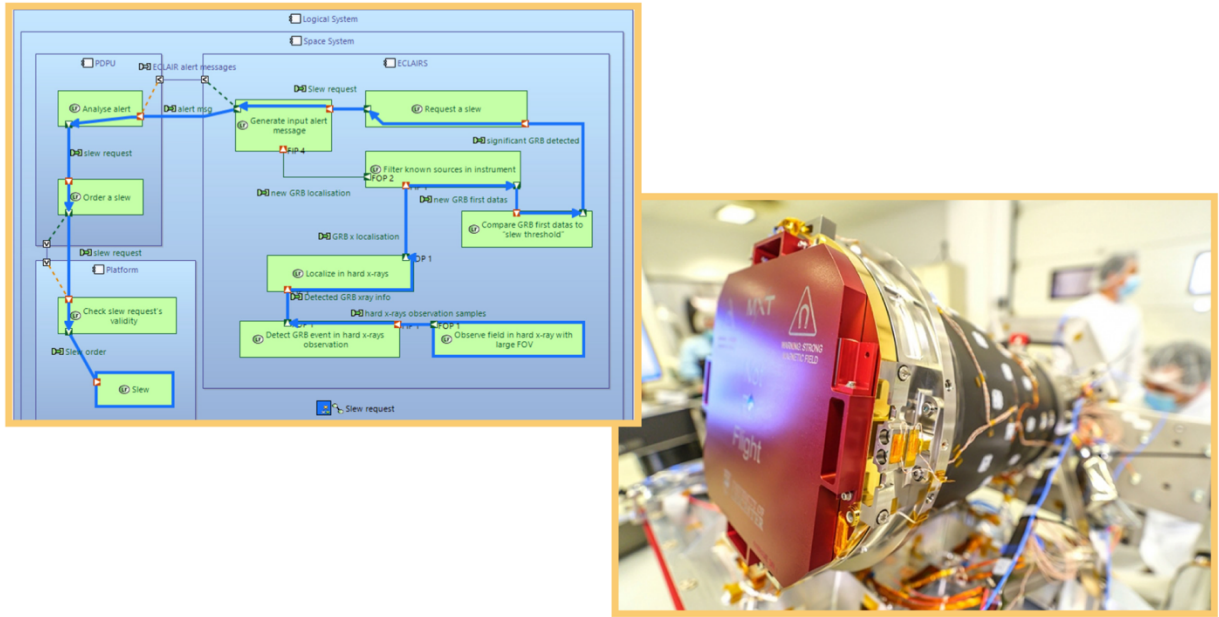 Logical System
Space System
PDPU
ECLAIR alert messages
ECLAIRS
Slew request
Analyse alert
alert msg
Generate input alert
message
Request a slew
significant GRB detected
slew request
FIP 4
Filter known sources in instrument
FOP 2
Order a slew
new GRB localisation
new GRB first datas
Compare GRB first datas to
"slew threshold"
GRB x localisation
slew request
Platform
Localize in hard x-rays
Detected GRB xray info
hard x-rays observation samples
Check slew request's
validity
FOP 1
Detect GRB event in hard x-rays
observation
Observe field in hard x-ray with
large FOV
Slew order
Slew
Slew request
MXT
WARNING: STRONG
MAGNETIC FIELD
Flight